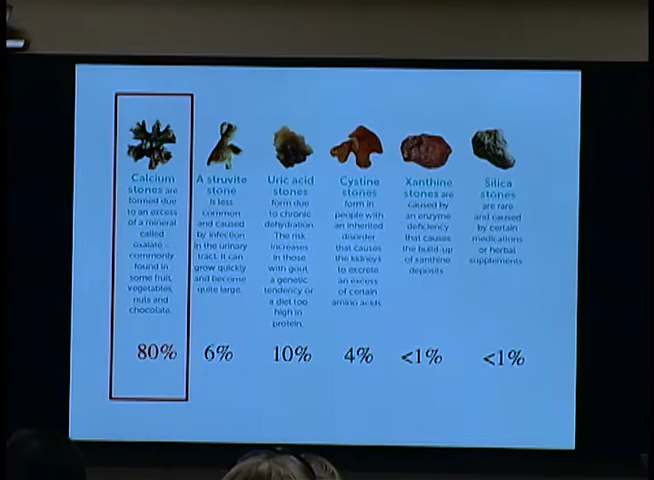 Calcium
stones are
formed due
to an excess
of a mineral
called
oxalate -
commonly
found in
some fruit,
vegetables,
nuts and
chocolate.
80%
A struvite
stone
is less
common
and caused
by infection
in the urinary
tract. It can
grow quickly
and become
quite large.
6%
Uric acid
stones
form due
to chronic
dehydration.
The risk
increases
in those
with gout,
a genetic
tendency or
a diet too
high in
protein.
10%
Cystine
stones
form in
people with
an inherited
disorder
that causes
the kidneys
to excrete
an excess
of certain
amino acids.
4%
Xanthine
stones are
caused by
an enzyme
deficiency
that causes
the build-up
of xanthine
deposits.
<1%
Silica
stones
are rare
and caused
by certain
medications
or herbal
supplements.
<1%